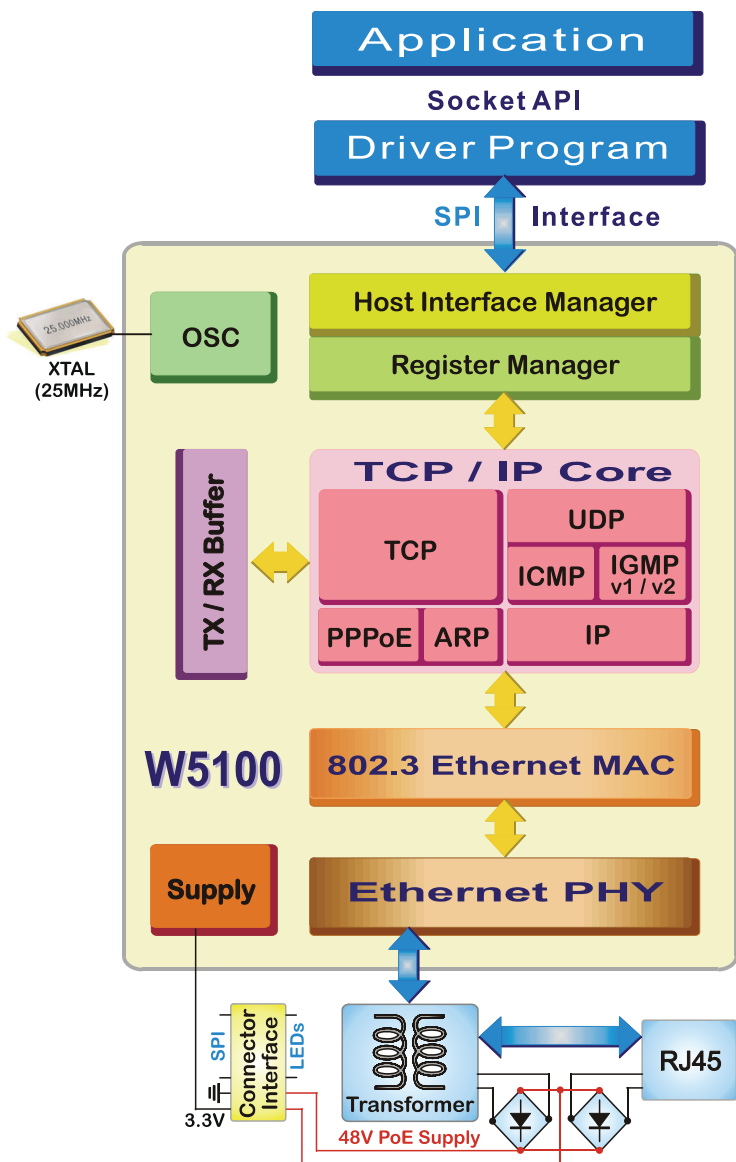 Application
Socket API
Driver Program
SPI Interface
25.000MHz
XTAL
(25MHz)
OSC
Host Interface Manager
Register Manager
TX / RX Buffer
TCP / IP Core
TCP
UDP
ICMP
IGMP
v1 / v2
PPPoE
ARP
IP
W5100
802.3 Ethernet MAC
Supply
Ethernet PHY
SPI
Connector
Interface
LEDs
3.3V
Transformer
RJ45
48V PoE Supply